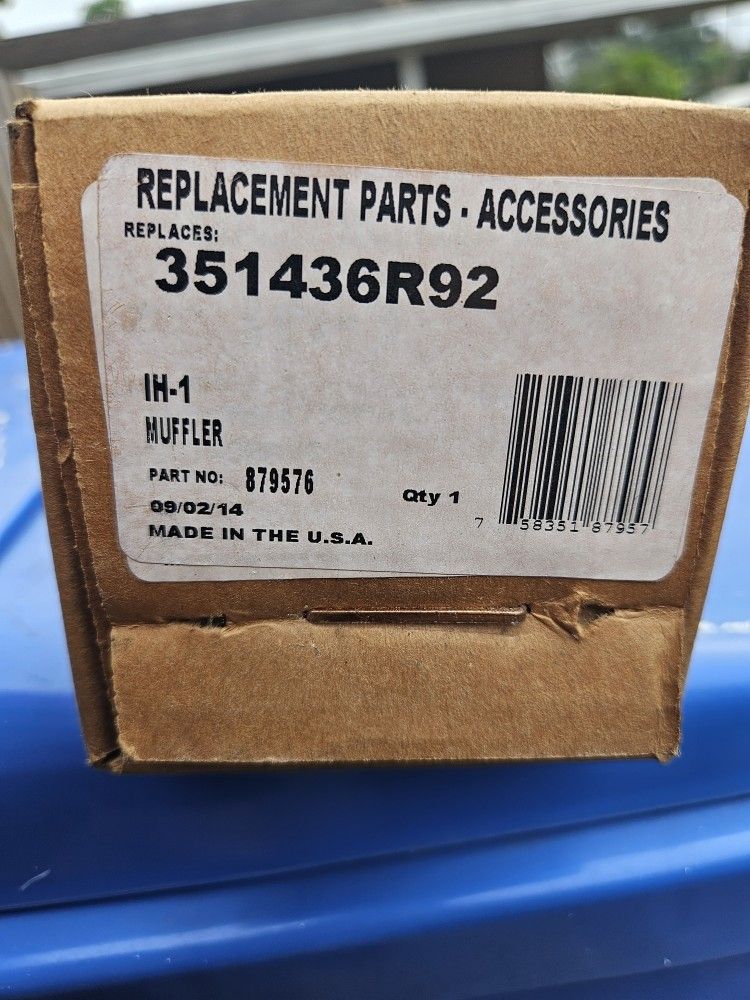 REPLACEMENT PARTS - ACCESSORIES
REPLACES:
351436R92
IH-1
MUFFLER
PART NO: 879576
Qty 1
09/02/14
MADE IN THE U.S.A.
7 58351 87957